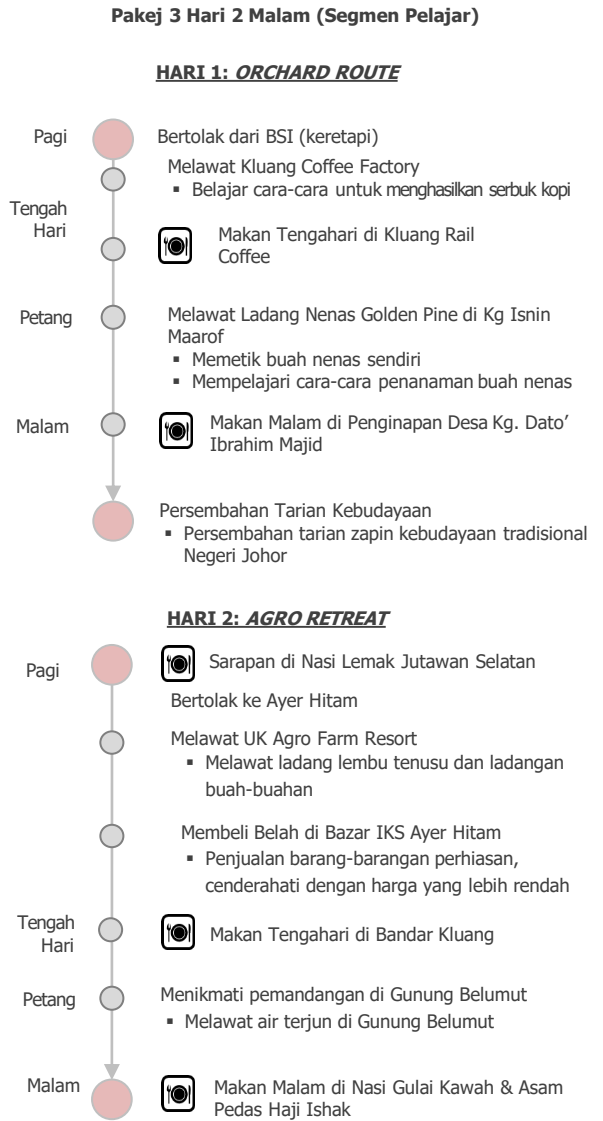 Pakej 3 Hari 2 Malam (Segmen Pelajar)
HARI 1: ORCHARD ROUTE
Pagi
Bertolak dari BSI (keretapi)
Melawat Kluang Coffee Factory
▪ Belajar cara-cara untuk menghasilkan serbuk kopi
Tengah
Hari
Makan Tengahari di Kluang Rail
Coffee
Petang
Melawat Ladang Nenas Golden Pine di Kg Isnin
Maarof
▪ Memetik buah nenas sendiri
▪ Mempelajari cara-cara penanaman buah nenas
Malam
Makan Malam di Penginapan Desa Kg. Dato’
Ibrahim Majid
Persembahan Tarian Kebudayaan
▪ Persembahan tarian zapin kebudayaan tradisional
Negeri Johor
HARI 2: AGRO RETREAT
Pagi
Sarapan di Nasi Lemak Jutawan Selatan
Bertolak ke Ayer Hitam
Melawat UK Agro Farm Resort
▪ Melawat ladang lembu tenusu dan ladangan
buah-buahan
Membeli Belah di Bazar IKS Ayer Hitam
▪ Penjualan barang-barangan perhiasan,
cenderahati dengan harga yang lebih rendah
Tengah
Hari
Makan Tengahari di Bandar Kluang
Petang
Menikmati pemandangan di Gunung Belumut
▪ Melawat air terjun di Gunung Belumut
Malam
Makan Malam di Nasi Gulai Kawah & Asam
Pedas Haji Ishak